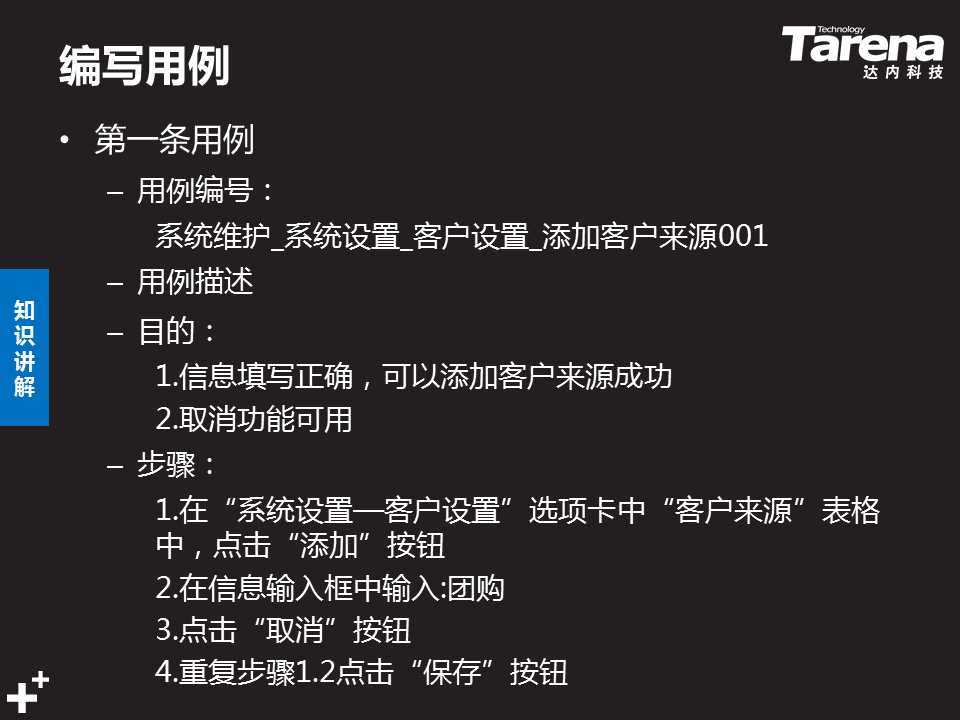 编写用例
Technology
Tarena
达内科技
• 第一条用例
– 用例编号：
系统维护_系统设置_客户设置_添加客户来源001
– 用例描述
– 目的：
1.信息填写正确，可以添加客户来源成功
2.取消功能可用
– 步骤：
1.在“系统设置—客户设置”选项卡中“客户来源”表格
中，点击“添加”按钮
2.在信息输入框中输入:团购
3.点击“取消”按钮
4.重复步骤1.2点击“保存”按钮
知
识
讲
解